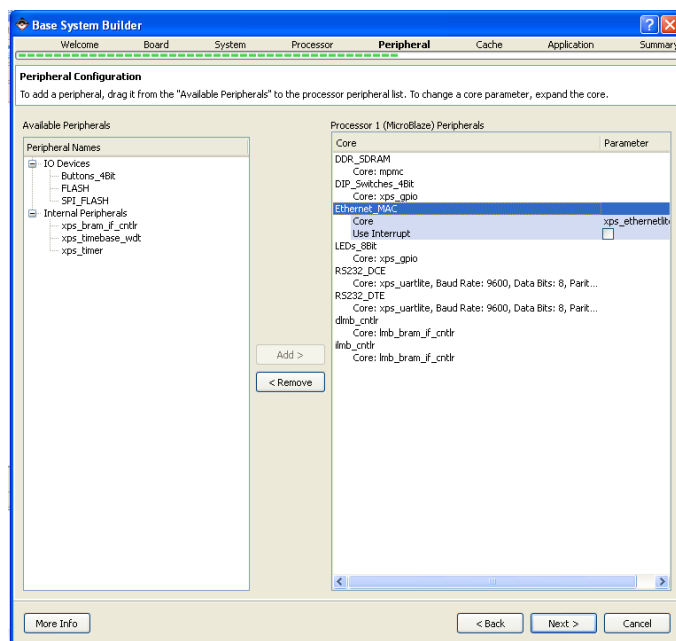 Base System Builder
Welcome Board System Processor Peripheral Cache Application Summary
Peripheral Configuration
To add a peripheral, drag it from the "Available Peripherals" to the processor peripheral list. To change a core parameter, expand the core.
Available Peripherals
Peripheral Names
IO Devices
Buttons_4Bit
FLASH
SPI_FLASH
Internal Peripherals
xps_bram_if_cntlr
xps_timebase_wdt
xps_timer
Add >
< Remove
Processor 1 (MicroBlaze) Peripherals
Core Parameter
DDR_SDRAM
Core: mpmc
DIP_Switches_4Bit
Core: xps_gpio
Ethernet_MAC
Core xps_ethernetlite
Use Interrupt
LEDs_8Bit
Core: xps_gpio
RS232_DCE
Core: xps_uartlite, Baud Rate: 9600, Data Bits: 8, Parit...
RS232_DTE
Core: xps_uartlite, Baud Rate: 9600, Data Bits: 8, Parit...
dlmb_cntlr
Core: lmb_bram_if_cntlr
ilmb_cntlr
Core: lmb_bram_if_cntlr
More Info
< Back Next > Cancel